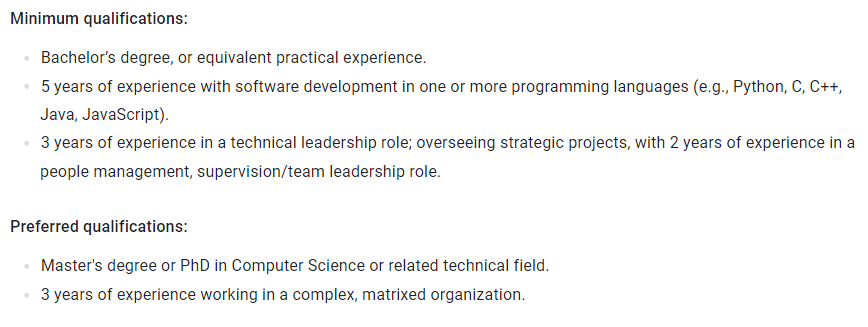 Minimum qualifications:
Bachelor’s degree, or equivalent practical experience.
5 years of experience with software development in one or more programming languages (e.g., Python, C, C++,
Java, JavaScript).
3 years of experience in a technical leadership role; overseeing strategic projects, with 2 years of experience in a
people management, supervision/team leadership role.
Preferred qualifications:
Master's degree or PhD in Computer Science or related technical field.
3 years of experience working in a complex, matrixed organization.